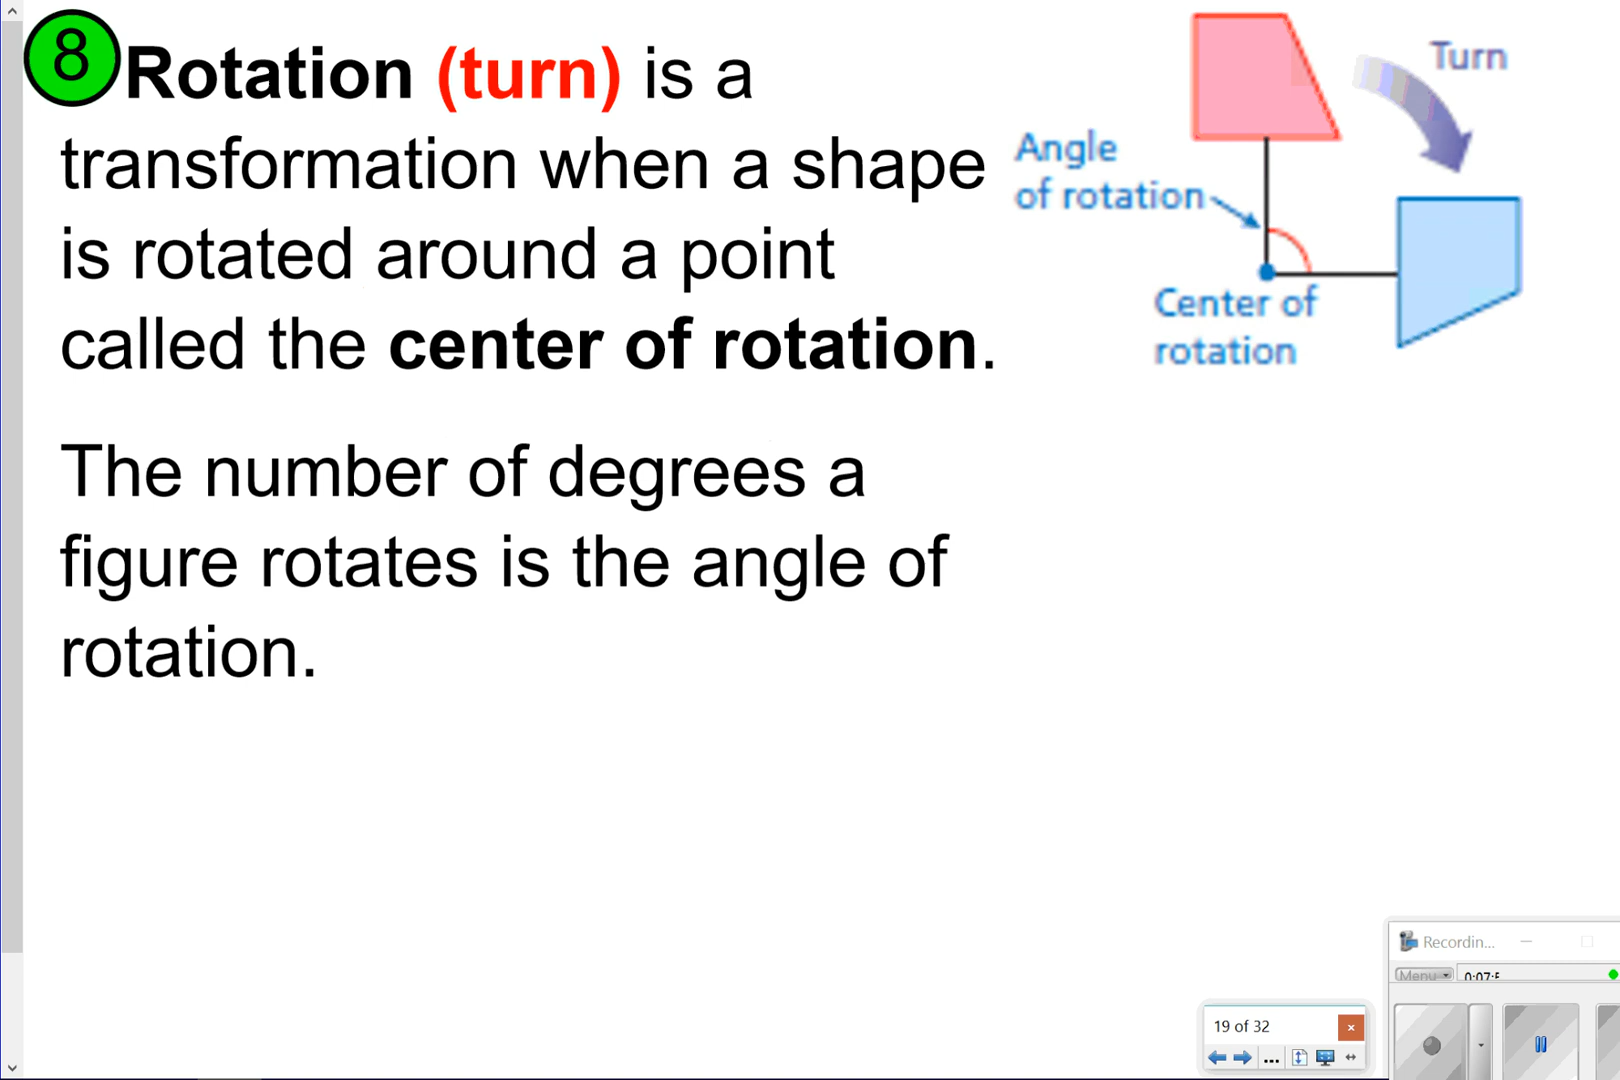 8 Rotation (turn) is a
transformation when a shape
is rotated around a point
called the center of rotation.
The number of degrees a
figure rotates is the angle of
rotation.
Turn
Angle
of rotation
Center of
rotation
Recordin...
Menu
19 of 32